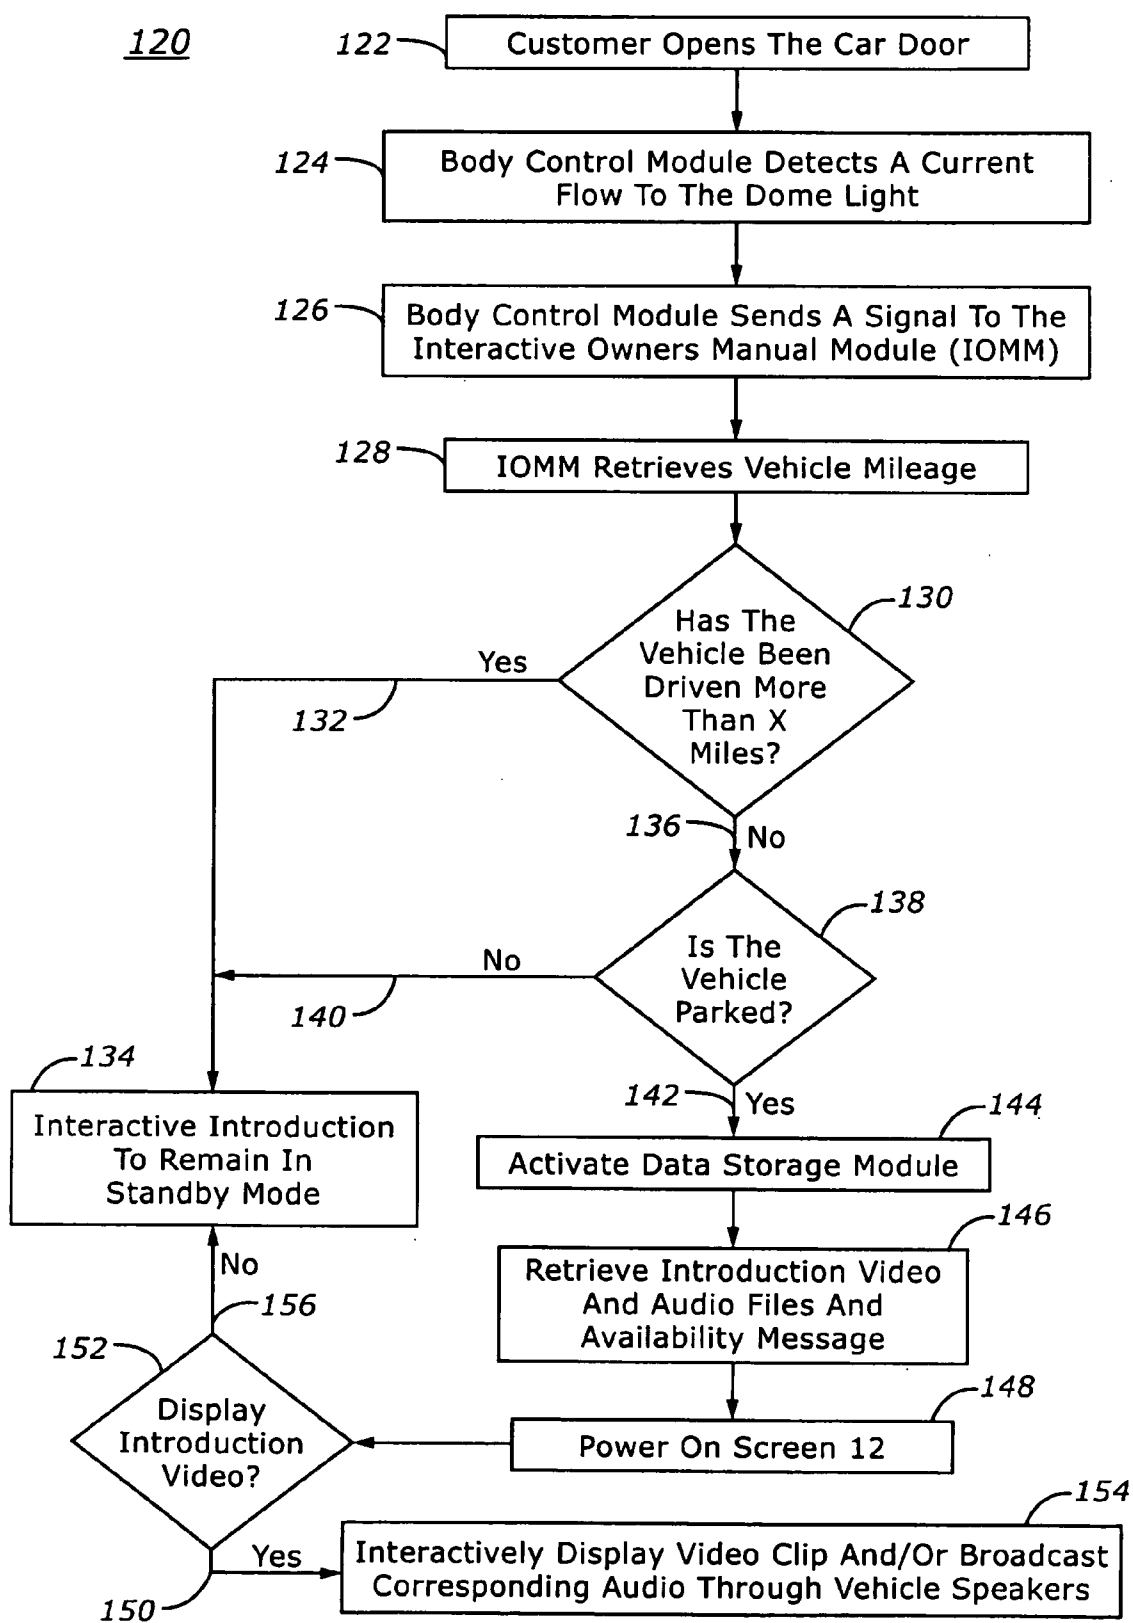 120
122
Customer Opens The Car Door
124
Body Control Module Detects A Current
Flow To The Dome Light
126
Body Control Module Sends A Signal To The
Interactive Owners Manual Module (IOMM)
128
IOMM Retrieves Vehicle Mileage
130
Has The
Vehicle Been
Driven More
Than X
Miles?
Yes
132
136
No
138
Is The
Vehicle
Parked?
No
140
134
Interactive Introduction
To Remain In
Standby Mode
142
Yes
144
Activate Data Storage Module
146
Retrieve Introduction Video
And Audio Files And
Availability Message
148
Power On Screen 12
No
156
152
Display
Introduction
Video?
Yes
150
154
Interactively Display Video Clip And/Or Broadcast
Corresponding Audio Through Vehicle Speakers